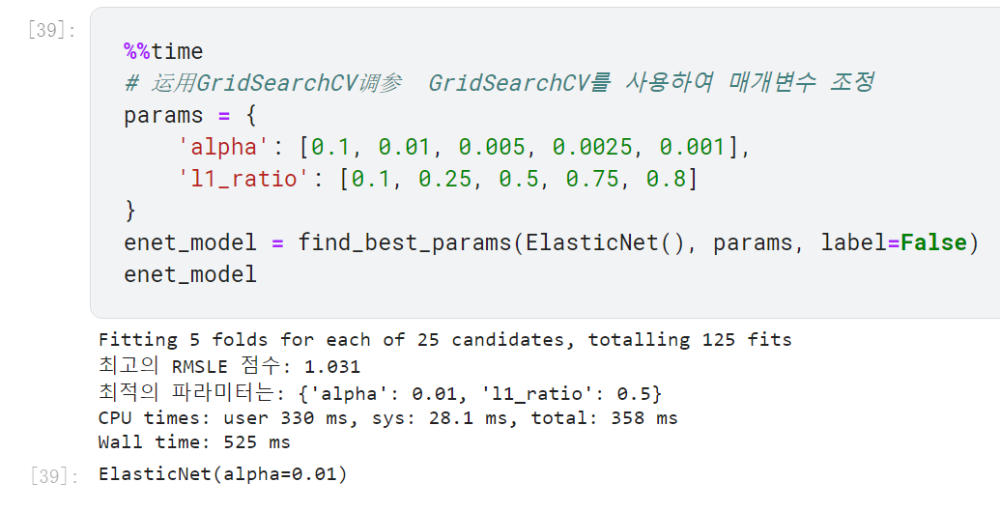 [39]:
%%time
# 运用GridSearchCV调参  GridSearchCV를 사용하여 매개변수 조정
params = {
    'alpha': [0.1, 0.01, 0.005, 0.0025, 0.001],
    'l1_ratio': [0.1, 0.25, 0.5, 0.75, 0.8]
}
enet_model = find_best_params(ElasticNet(), params, label=False)
enet_model
Fitting 5 folds for each of 25 candidates, totalling 125 fits
최고의 RMSLE 점수: 1.031
최적의 파라미터는: {'alpha': 0.01, 'l1_ratio': 0.5}
CPU times: user 330 ms, sys: 28.1 ms, total: 358 ms
Wall time: 525 ms
[39]: ElasticNet(alpha=0.01)